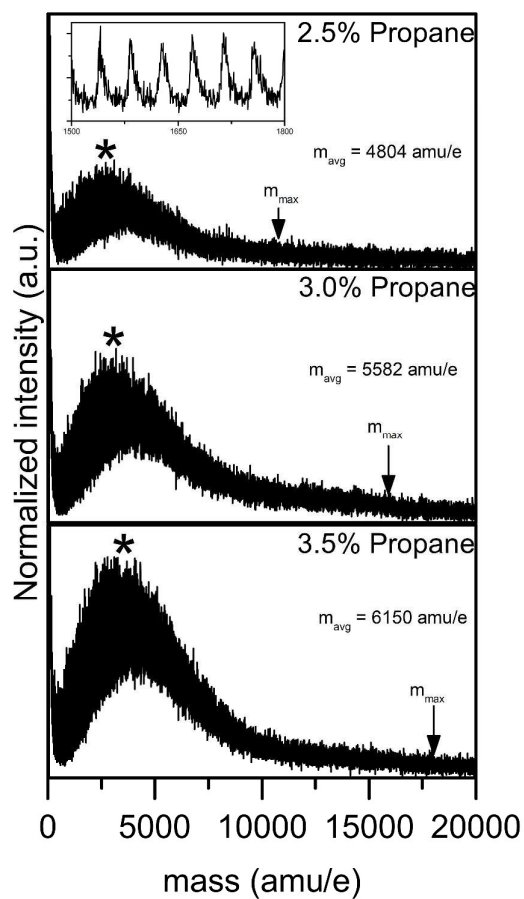 2.5% Propane
1500 1650 1800
*
m_avg = 4804 amu/e
m_max
3.0% Propane
*
m_avg = 5582 amu/e
m_max
3.5% Propane
*
m_avg = 6150 amu/e
m_max
Normalized intensity (a.u.)
0 5000 10000 15000 20000
mass (amu/e)